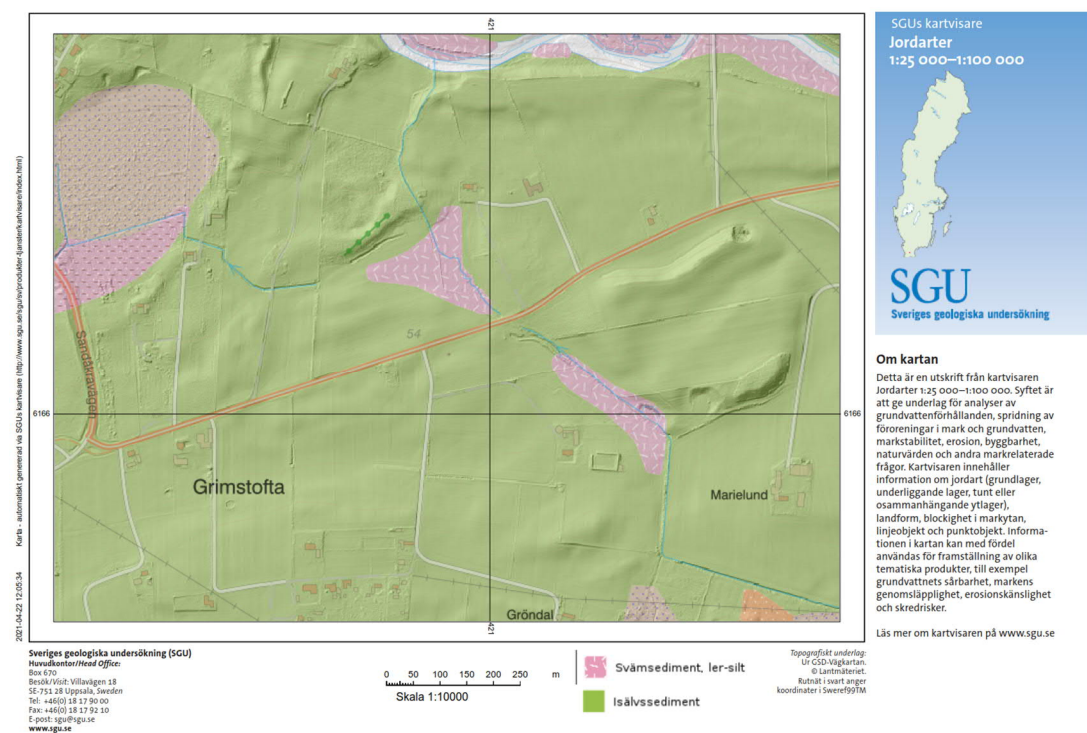 421
SGUs kartvisare
Jordarter
1:25 000–1:100 000
SGU
Sveriges geologiska undersökning
54
Sandåkravägen
6166
6166
Grimstofta
Marielund
Gröndal
421
Karta - automatiskt genererad via SGUs kartvisare (http://www.sgu.se/sgu/sv/produkter-tjanster/kartvisare/index.html)
2021-04-22 12:05:34
Om kartan
Detta är en utskrift från kartvisaren
Jordarter 1:25 000–1:100 000. Syftet är
att ge underlag för analyser av
grundvattenförhållanden, spridning av
föroreningar i mark och grundvatten,
markstabilitet, erosion, byggbarhet,
naturvärden och andra markrelaterade
frågor. Kartvisaren innehåller
information om jordart (grundlager,
underliggande lager, tunt eller
osammanhängande ytlager),
landform, blockighet i markytan,
linjeobjekt och punktobjekt. Informa-
tionen i kartan kan med fördel
användas för framställning av olika
tematiska produkter, till exempel
grundvattnets sårbarhet, markens
genomsläpplighet, erosionskänslighet
och skredrisker.
Läs mer om kartvisaren på www.sgu.se
Sveriges geologiska undersökning (SGU)
Huvudkontor/Head Office:
Box 670
Besök/Visit: Villavägen 18
SE-751 28 Uppsala, Sweden
Tel: +46(0) 18 17 90 00
Fax: +46(0) 18 17 92 10
E-post: sgu@sgu.se
www.sgu.se
0 50 100 150 200 250 m
Skala 1:10000
Svämsediment, ler-silt
Isälvssediment
Topografiskt underlag:
Ur GSD-Vägkartan.
© Lantmäteriet.
Rutnät i svart anger
koordinater i Sweref99TM